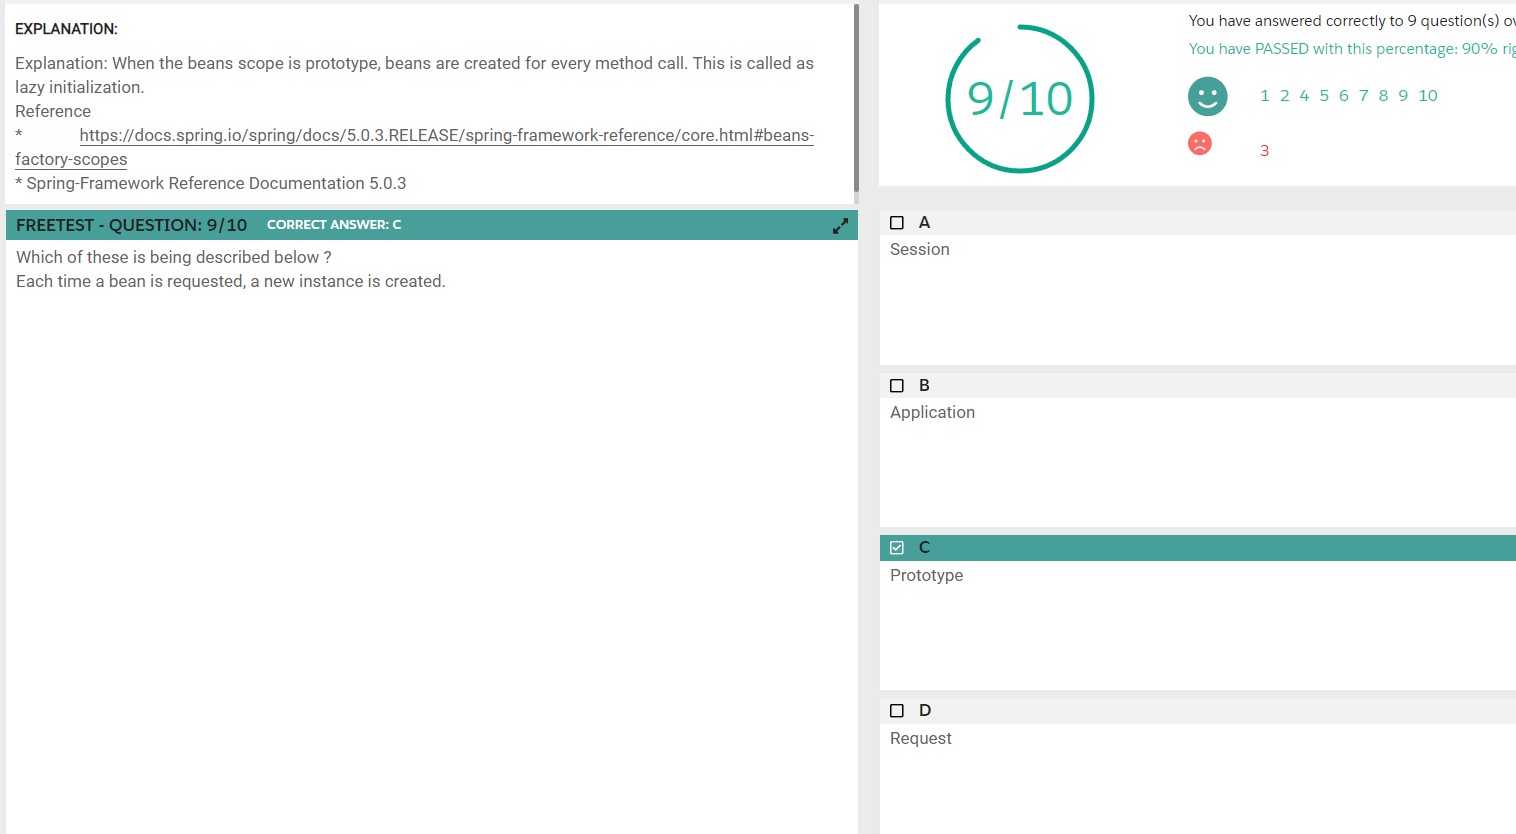 EXPLANATION:
Explanation: When the beans scope is prototype, beans are created for every method call. This is called as
lazy initialization.
Reference
* https://docs.spring.io/spring/docs/5.0.3.RELEASE/spring-framework-reference/core.html#beans-
factory-scopes
* Spring-Framework Reference Documentation 5.0.3
FREETEST - QUESTION: 9/10 CORRECT ANSWER: C
Which of these is being described below ?
Each time a bean is requested, a new instance is created.
9/10
You have answered correctly to 9 question(s)
You have PASSED with this percentage: 90%
1 2 4 5 6 7 8 9 10
3
A
Session
B
Application
C
Prototype
D
Request